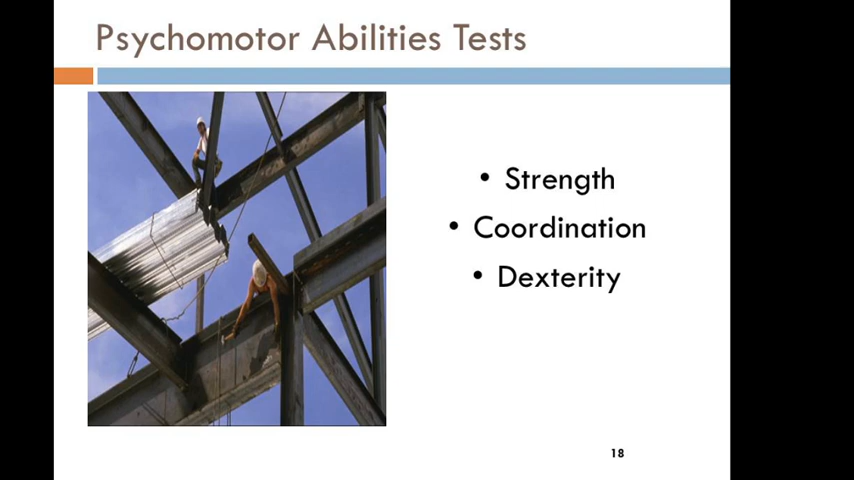 Psychomotor Abilities Tests
• Strength
• Coordination
• Dexterity
18